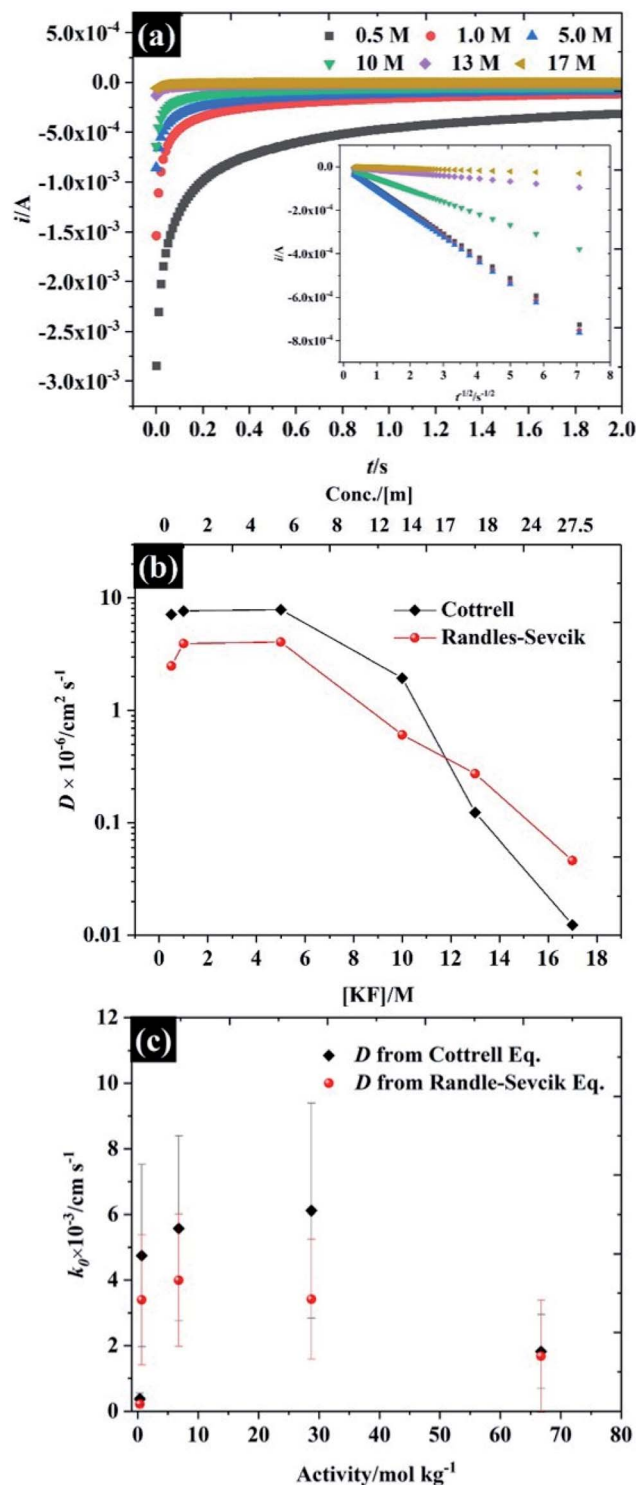 (a)
5.0x10⁻⁴
0.0
-5.0x10⁻⁴
-1.0x10⁻³
-1.5x10⁻³
-2.0x10⁻³
-2.5x10⁻³
-3.0x10⁻³
i/A
0.5 M 1.0 M 5.0 M
10 M 13 M 17 M
0.0
-2.0x10⁻⁴
-4.0x10⁻⁴
-6.0x10⁻⁴
-8.0x10⁻⁴
i/A
0 1 2 3 4 5 6 7 8
t⁻¹/²/s⁻¹/²
0.0 0.2 0.4 0.6 0.8 1.0 1.2 1.4 1.6 1.8 2.0
t/s
Conc./[m]
0 2 4 6 8 12 14 17 18 24 27.5
(b)
Cottrell
Randles-Sevcik
10
1
0.1
0.01
D × 10⁻⁶/cm² s⁻¹
0 2 4 6 8 10 12 14 16 18
[KF]/M
(c)
D from Cottrell Eq.
D from Randle-Sevcik Eq.
12
10
8
6
4
2
0
k₀×10⁻³/cm s⁻¹
0 10 20 30 40 50 60 70 80
Activity/mol kg⁻¹